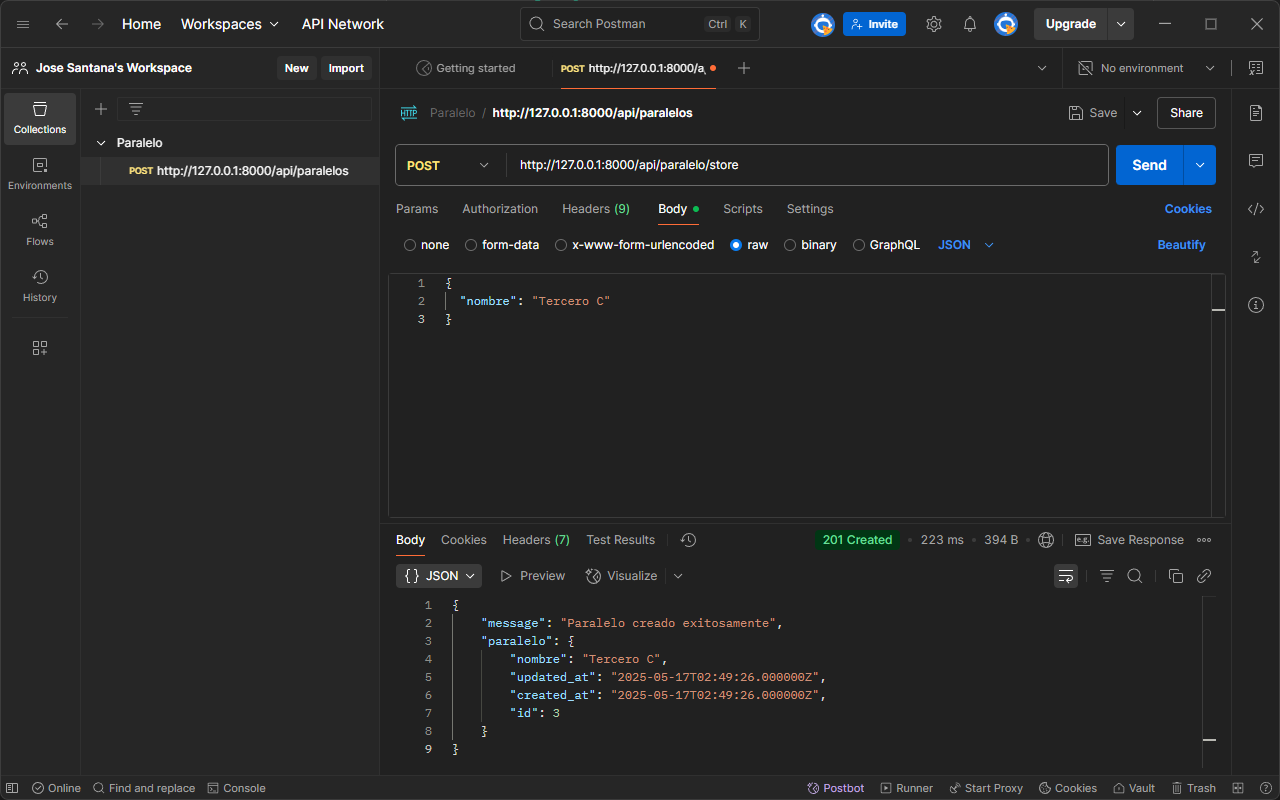 Home Workspaces API Network Search Postman Ctrl K Invite Upgrade
Jose Santana's Workspace New Import Getting started POST http://127.0.0.1:8000/a No environment
Collections
Environments
Flows
History
Paralelo
POST http://127.0.0.1:8000/api/paralelos
HTTP Paralelo / http://127.0.0.1:8000/api/paralelos Save Share
POST http://127.0.0.1:8000/api/paralelo/store Send
Params Authorization Headers (9) Body Scripts Settings Cookies
none form-data x-www-form-urlencoded raw binary GraphQL JSON Beautify
1 {
2 "nombre": "Tercero C"
3 }
Body Cookies Headers (7) Test Results 201 Created 223 ms 394 B e.g. Save Response
{} JSON Preview Visualize
1 {
2 "message": "Paralelo creado exitosamente",
3 "paralelo": {
4 "nombre": "Tercero C",
5 "updated_at": "2025-05-17T02:49:26.000000Z",
6 "created_at": "2025-05-17T02:49:26.000000Z",
7 "id": 3
8 }
9 }
Online Find and replace Console Postbot Runner Start Proxy Cookies Vault Trash